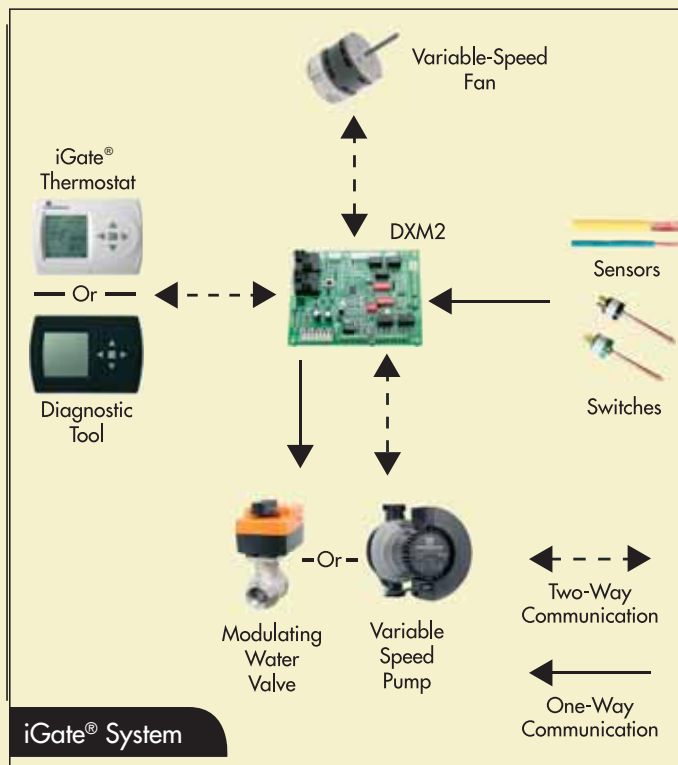 Variable-Speed
Fan
iGate®
Thermostat
Or
Diagnostic
Tool
DXM2
Sensors
Switches
Or
Modulating
Water
Valve
Variable
Speed
Pump
Two-Way
Communication
One-Way
Communication
iGate® System